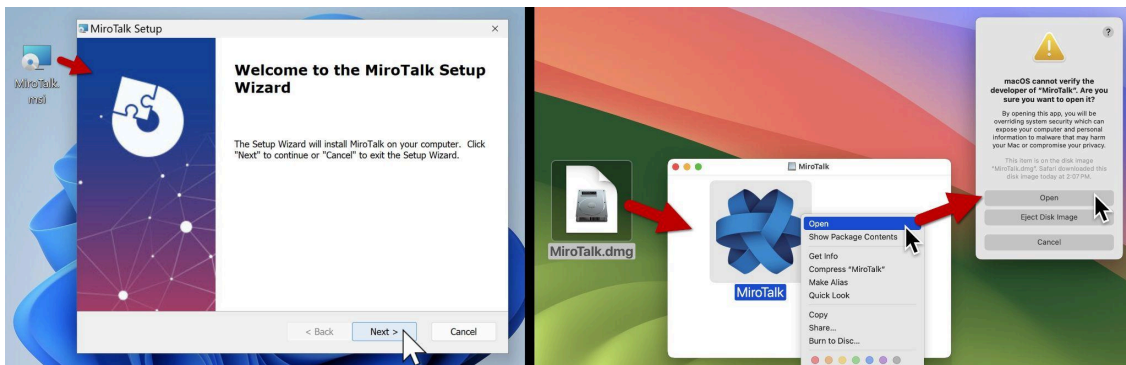 MiroTalk.
msi
MiroTalk Setup
Welcome to the MiroTalk Setup
Wizard
The Setup Wizard will install MiroTalk on your computer. Click
"Next" to continue or "Cancel" to exit the Setup Wizard.
< Back
Next >
Cancel
MiroTalk.dmg
MiroTalk
MiroTalk
Open
Show Package Contents
Get Info
Compress “MiroTalk”
Make Alias
Quick Look
Copy
Share...
Burn to Disc...
?
macOS cannot verify the
developer of “MiroTalk”. Are you
sure you want to open it?
By opening this app, you will be
overriding system security which can
expose your computer and personal
information to malware that may harm
your Mac or compromise your privacy.
This item is on the disk image
“MiroTalk.dmg”. Safari downloaded this
disk image today at 2:07 PM.
Open
Eject Disk Image
Cancel